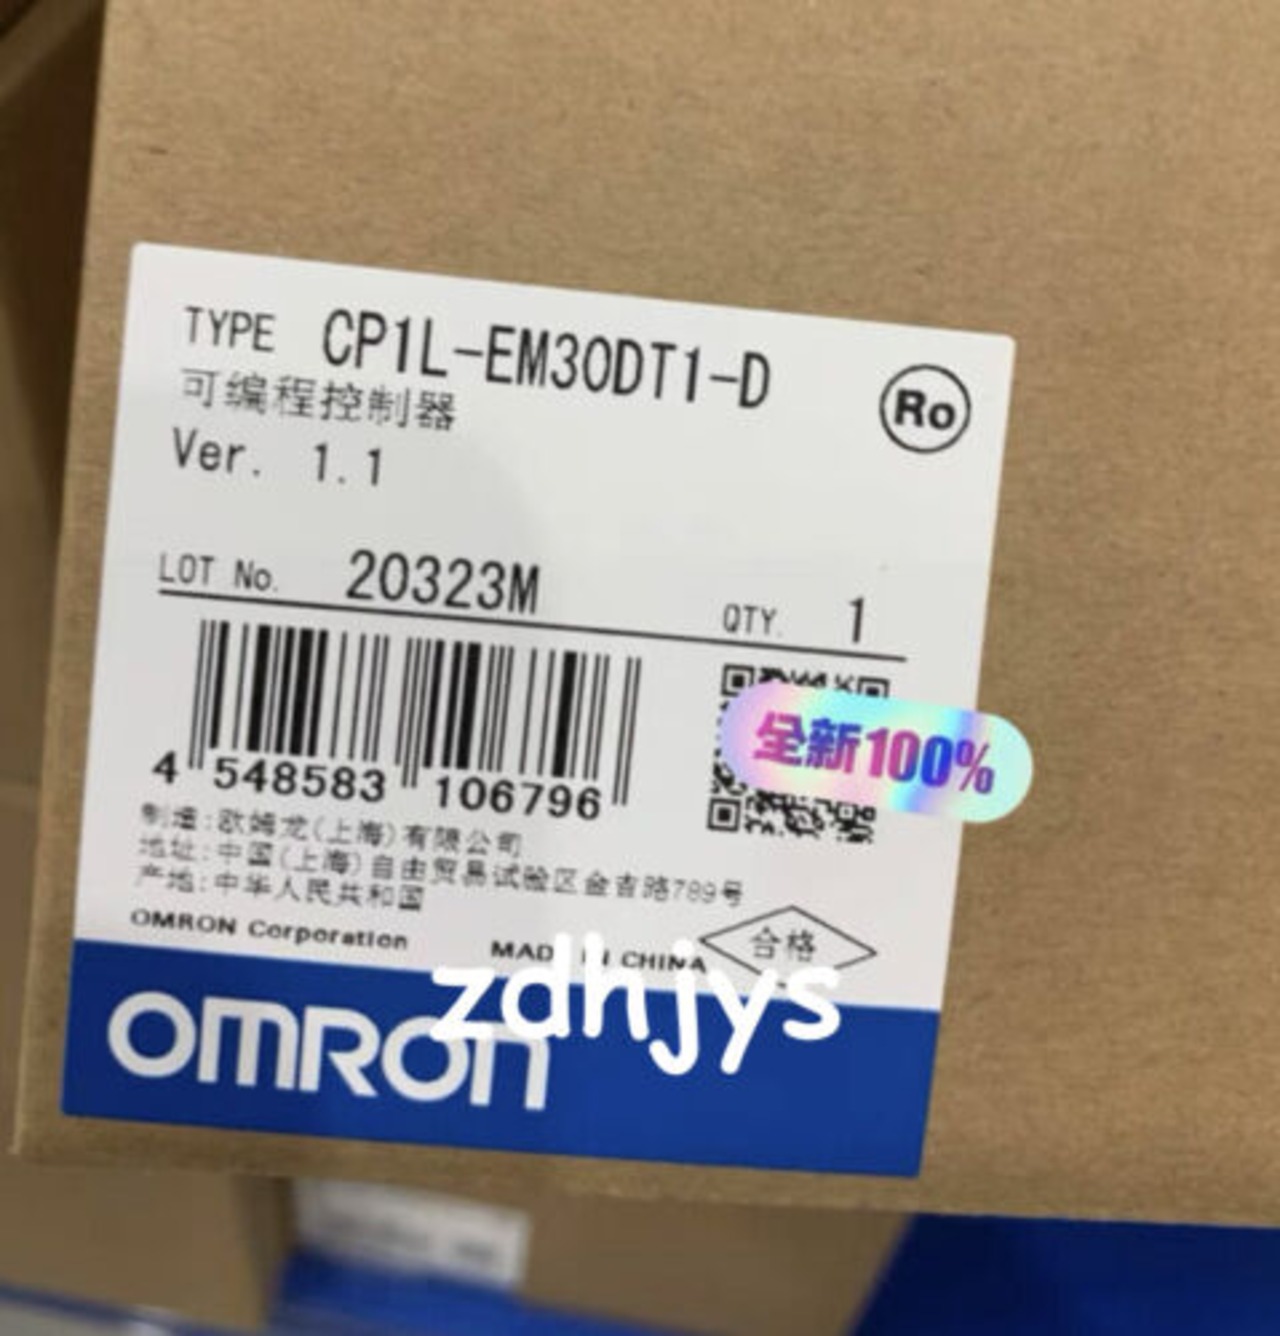 TYPE CP1L-EM30DT1-D
Ro
可编程控制器
Ver. 1.1
LOT No. 20323M
QTY. 1
全新100%
4 548583 106796
制造:欧姆龙(上海)有限公司
地址:中国(上海)自由贸易试验区金吉路789号
产地:中华人民共和国
OMRON Corporation
MADE IN CHINA
合格
zdhjys
OMRON